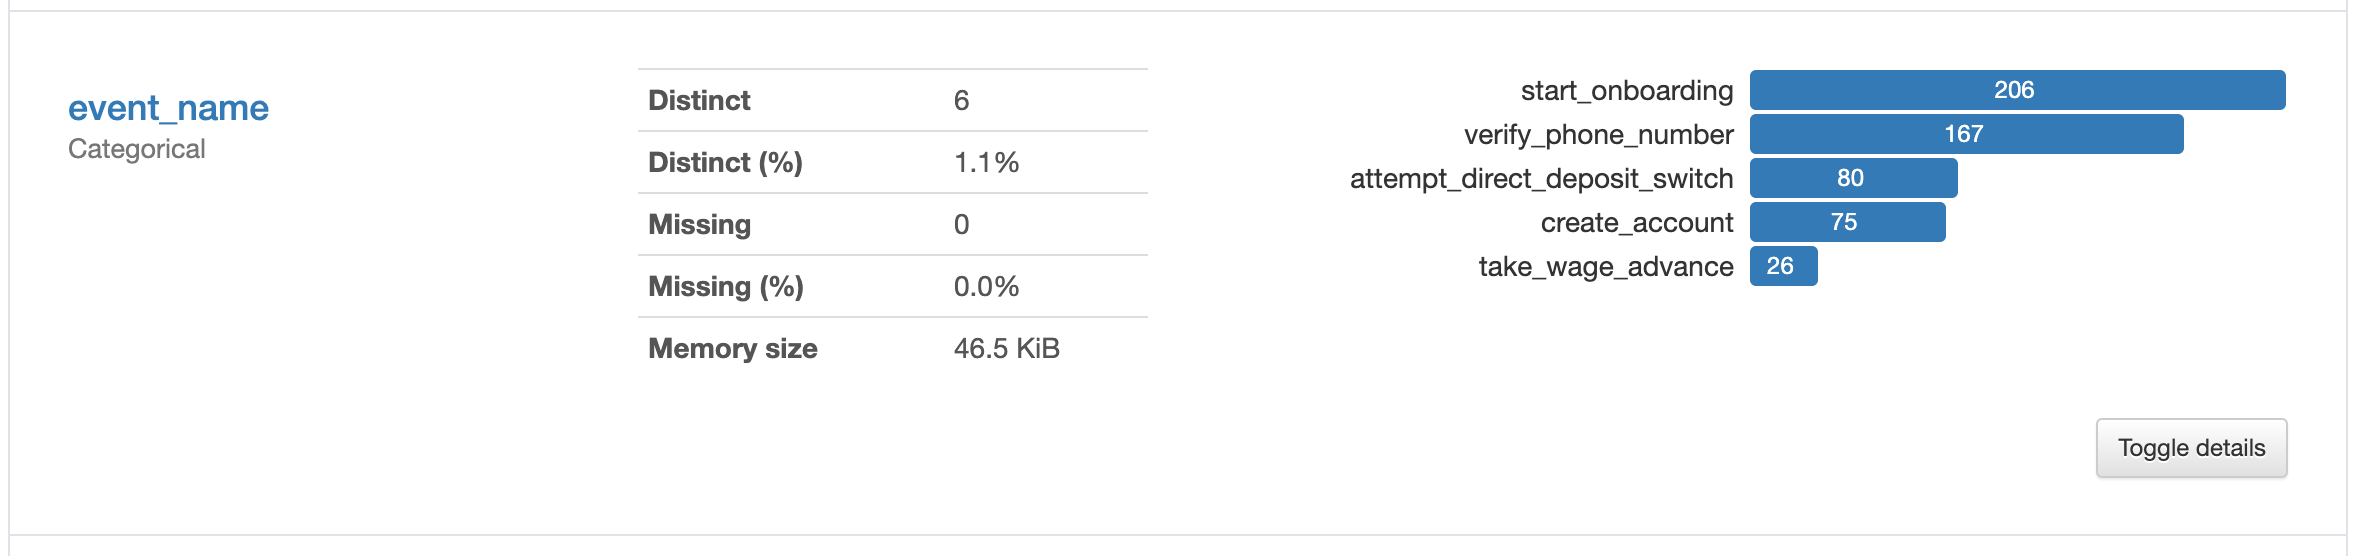 event_name
Categorical
Distinct 6
Distinct (%) 1.1%
Missing 0
Missing (%) 0.0%
Memory size 46.5 KiB
start_onboarding 206
verify_phone_number 167
attempt_direct_deposit_switch 80
create_account 75
take_wage_advance 26
Toggle details